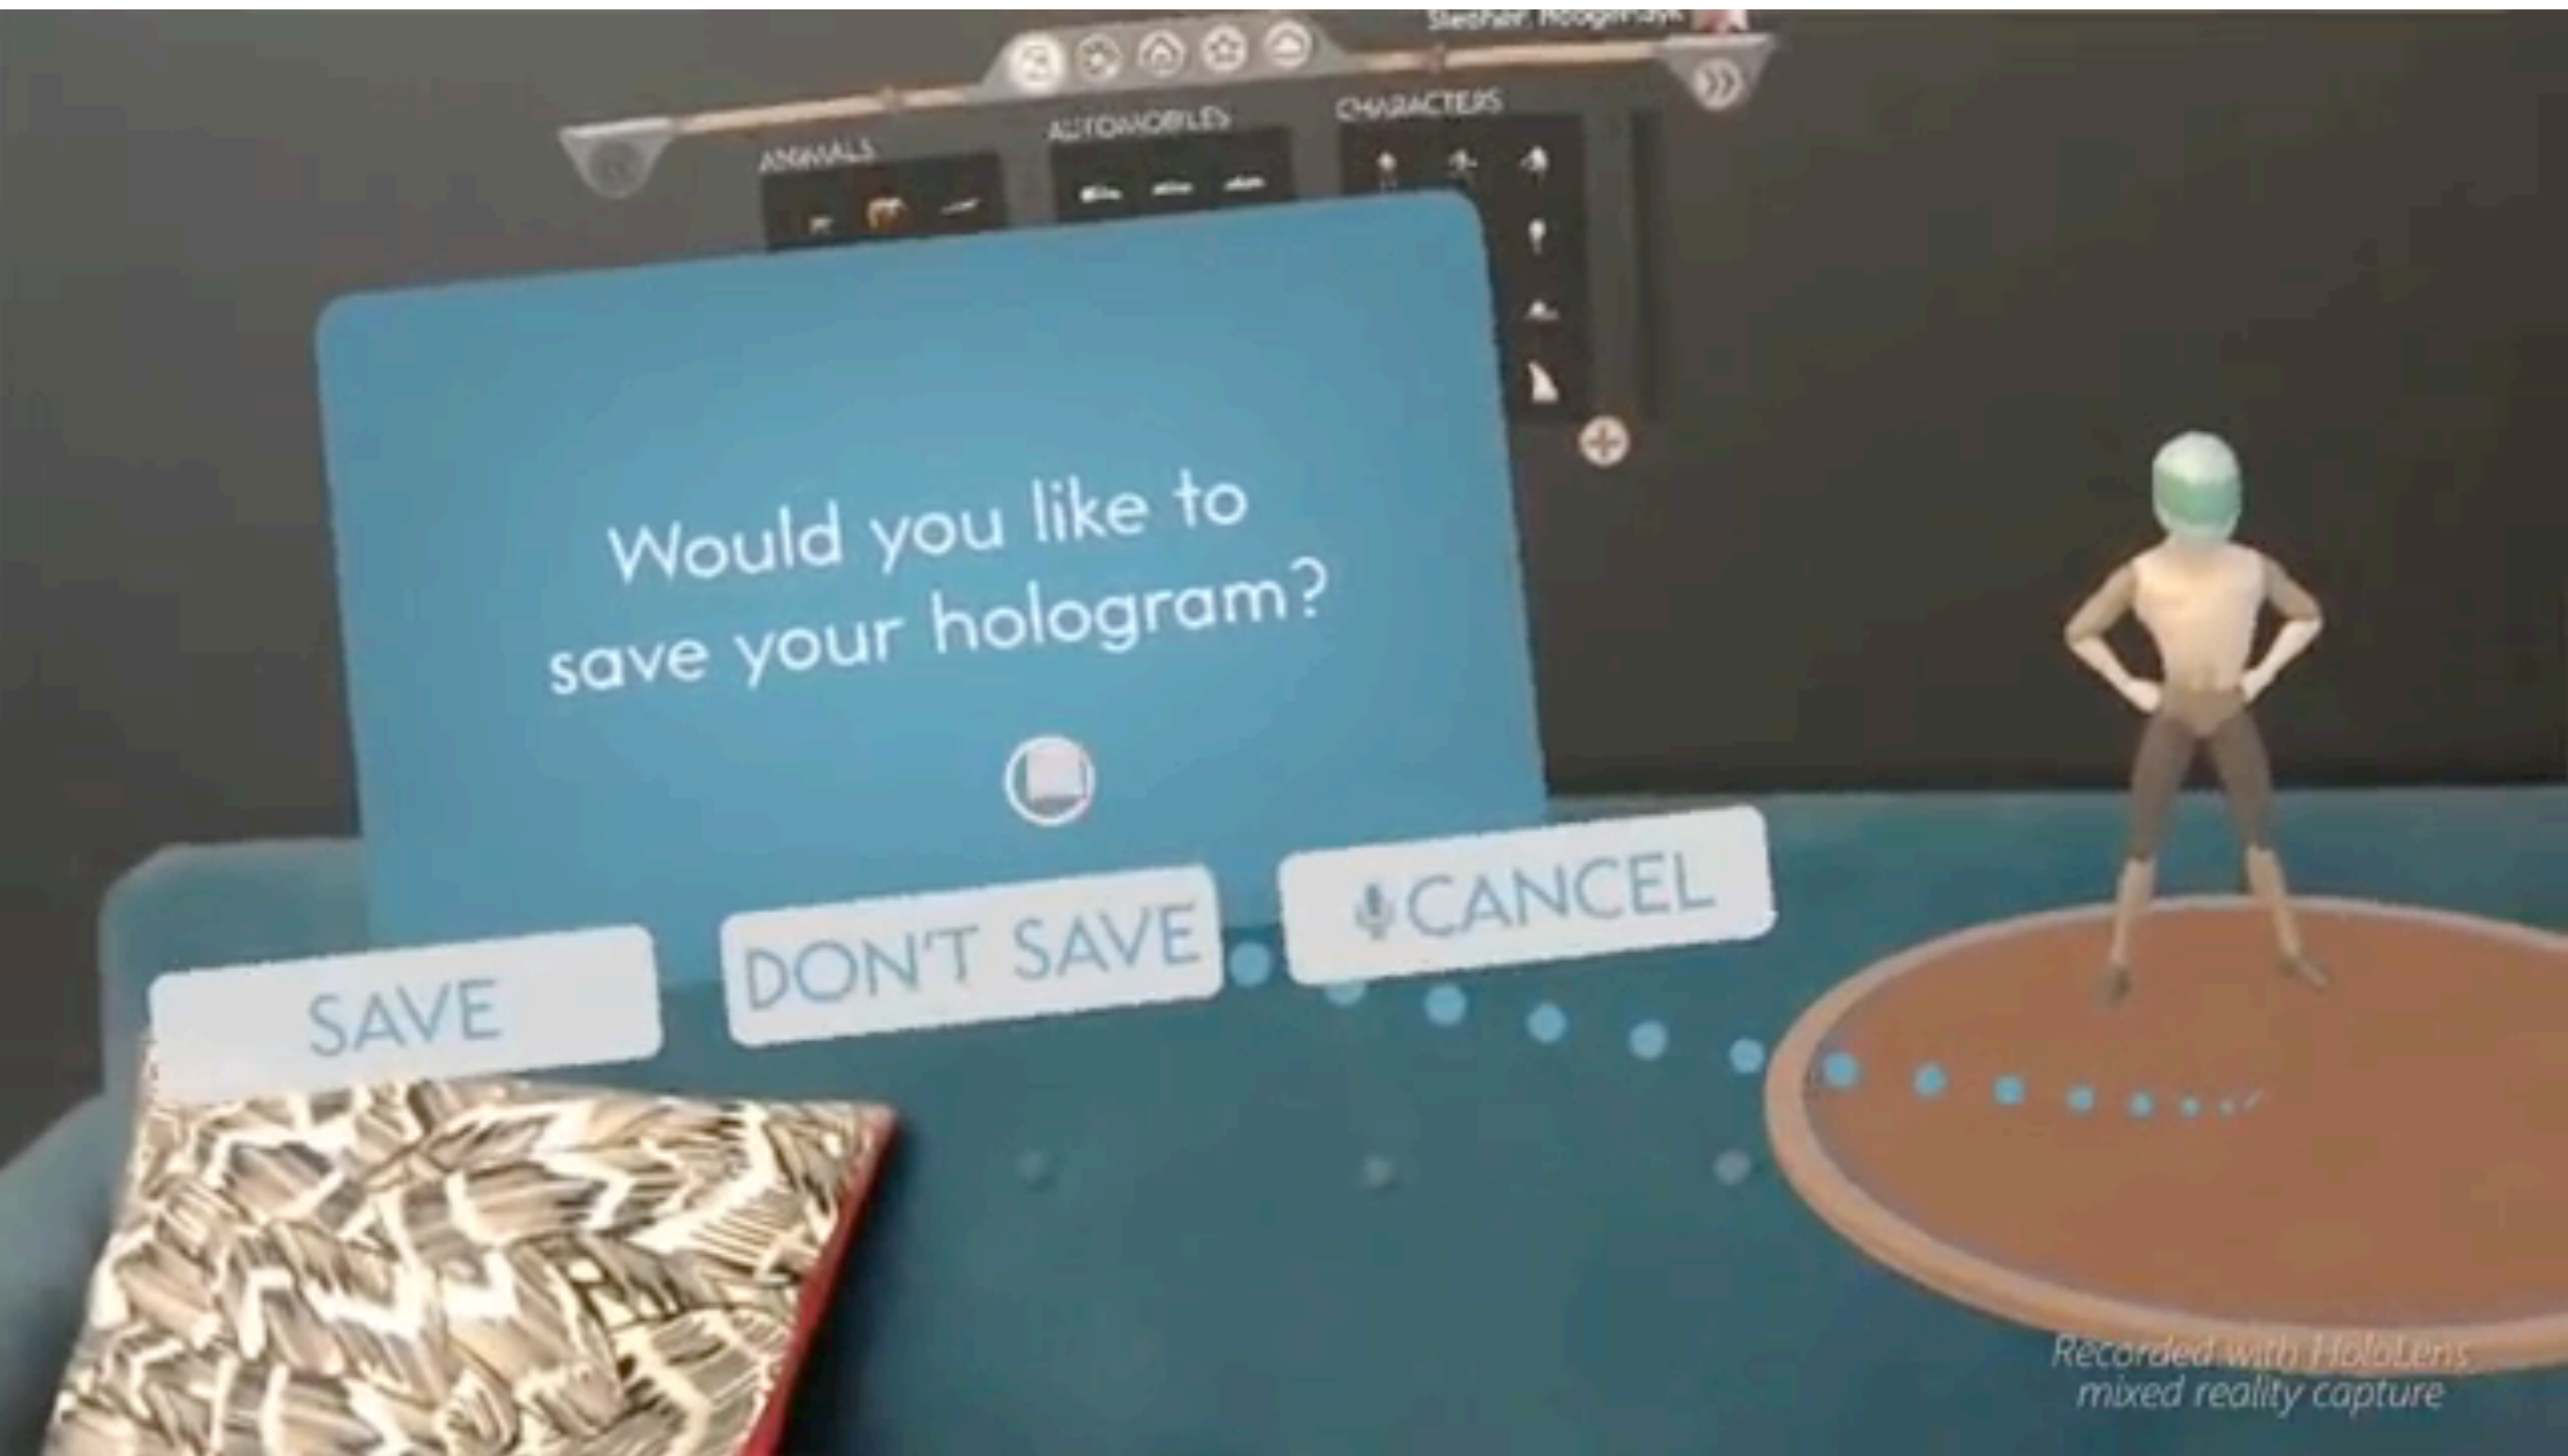 ANIMALS
AUTOMOBILES
CHARACTERS
Would you like to
save your hologram?
SAVE
DON'T SAVE
CANCEL
Recorded with HoloLens
mixed reality capture